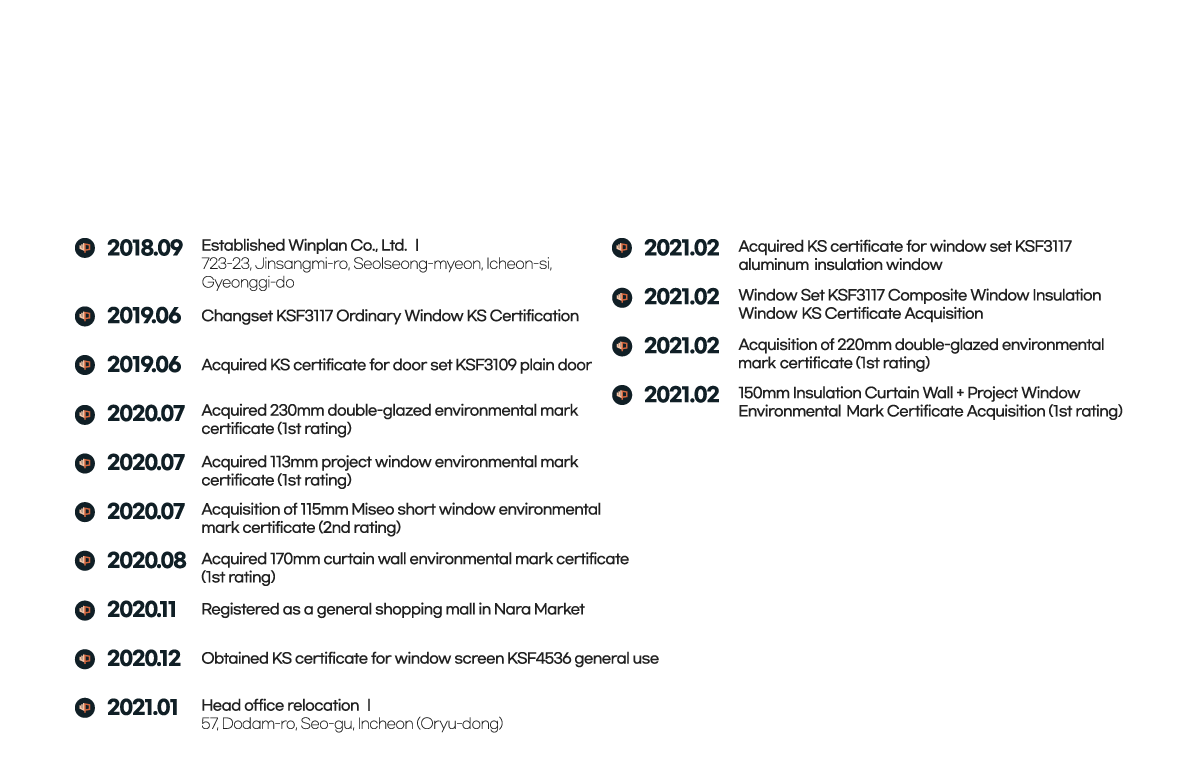 2018.09 Established Winplan Co., Ltd. |
723-23, Jinsangmi-ro, Seolseong-myeon, Icheon-si,
Gyeonggi-do
2019.06 Changset KSF3117 Ordinary Window KS Certification
2019.06 Acquired KS certificate for door set KSF3109 plain door
2020.07 Acquired 230mm double-glazed environmental mark
certificate (1st rating)
2020.07 Acquired 113mm project window environmental mark
certificate (1st rating)
2020.07 Acquisition of 115mm Miseo short window environmental
mark certificate (2nd rating)
2020.08 Acquired 170mm curtain wall environmental mark certificate
(1st rating)
2020.11 Registered as a general shopping mall in Nara Market
2020.12 Obtained KS certificate for window screen KSF4536 general use
2021.01 Head office relocation |
57, Dodam-ro, Seo-gu, Incheon (Oryu-dong)
2021.02 Acquired KS certificate for window set KSF3117
aluminum insulation window
2021.02 Window Set KSF3117 Composite Window Insulation
Window KS Certificate Acquisition
2021.02 Acquisition of 220mm double-glazed environmental
mark certificate (1st rating)
2021.02 150mm Insulation Curtain Wall + Project Window
Environmental Mark Certificate Acquisition (1st rating)